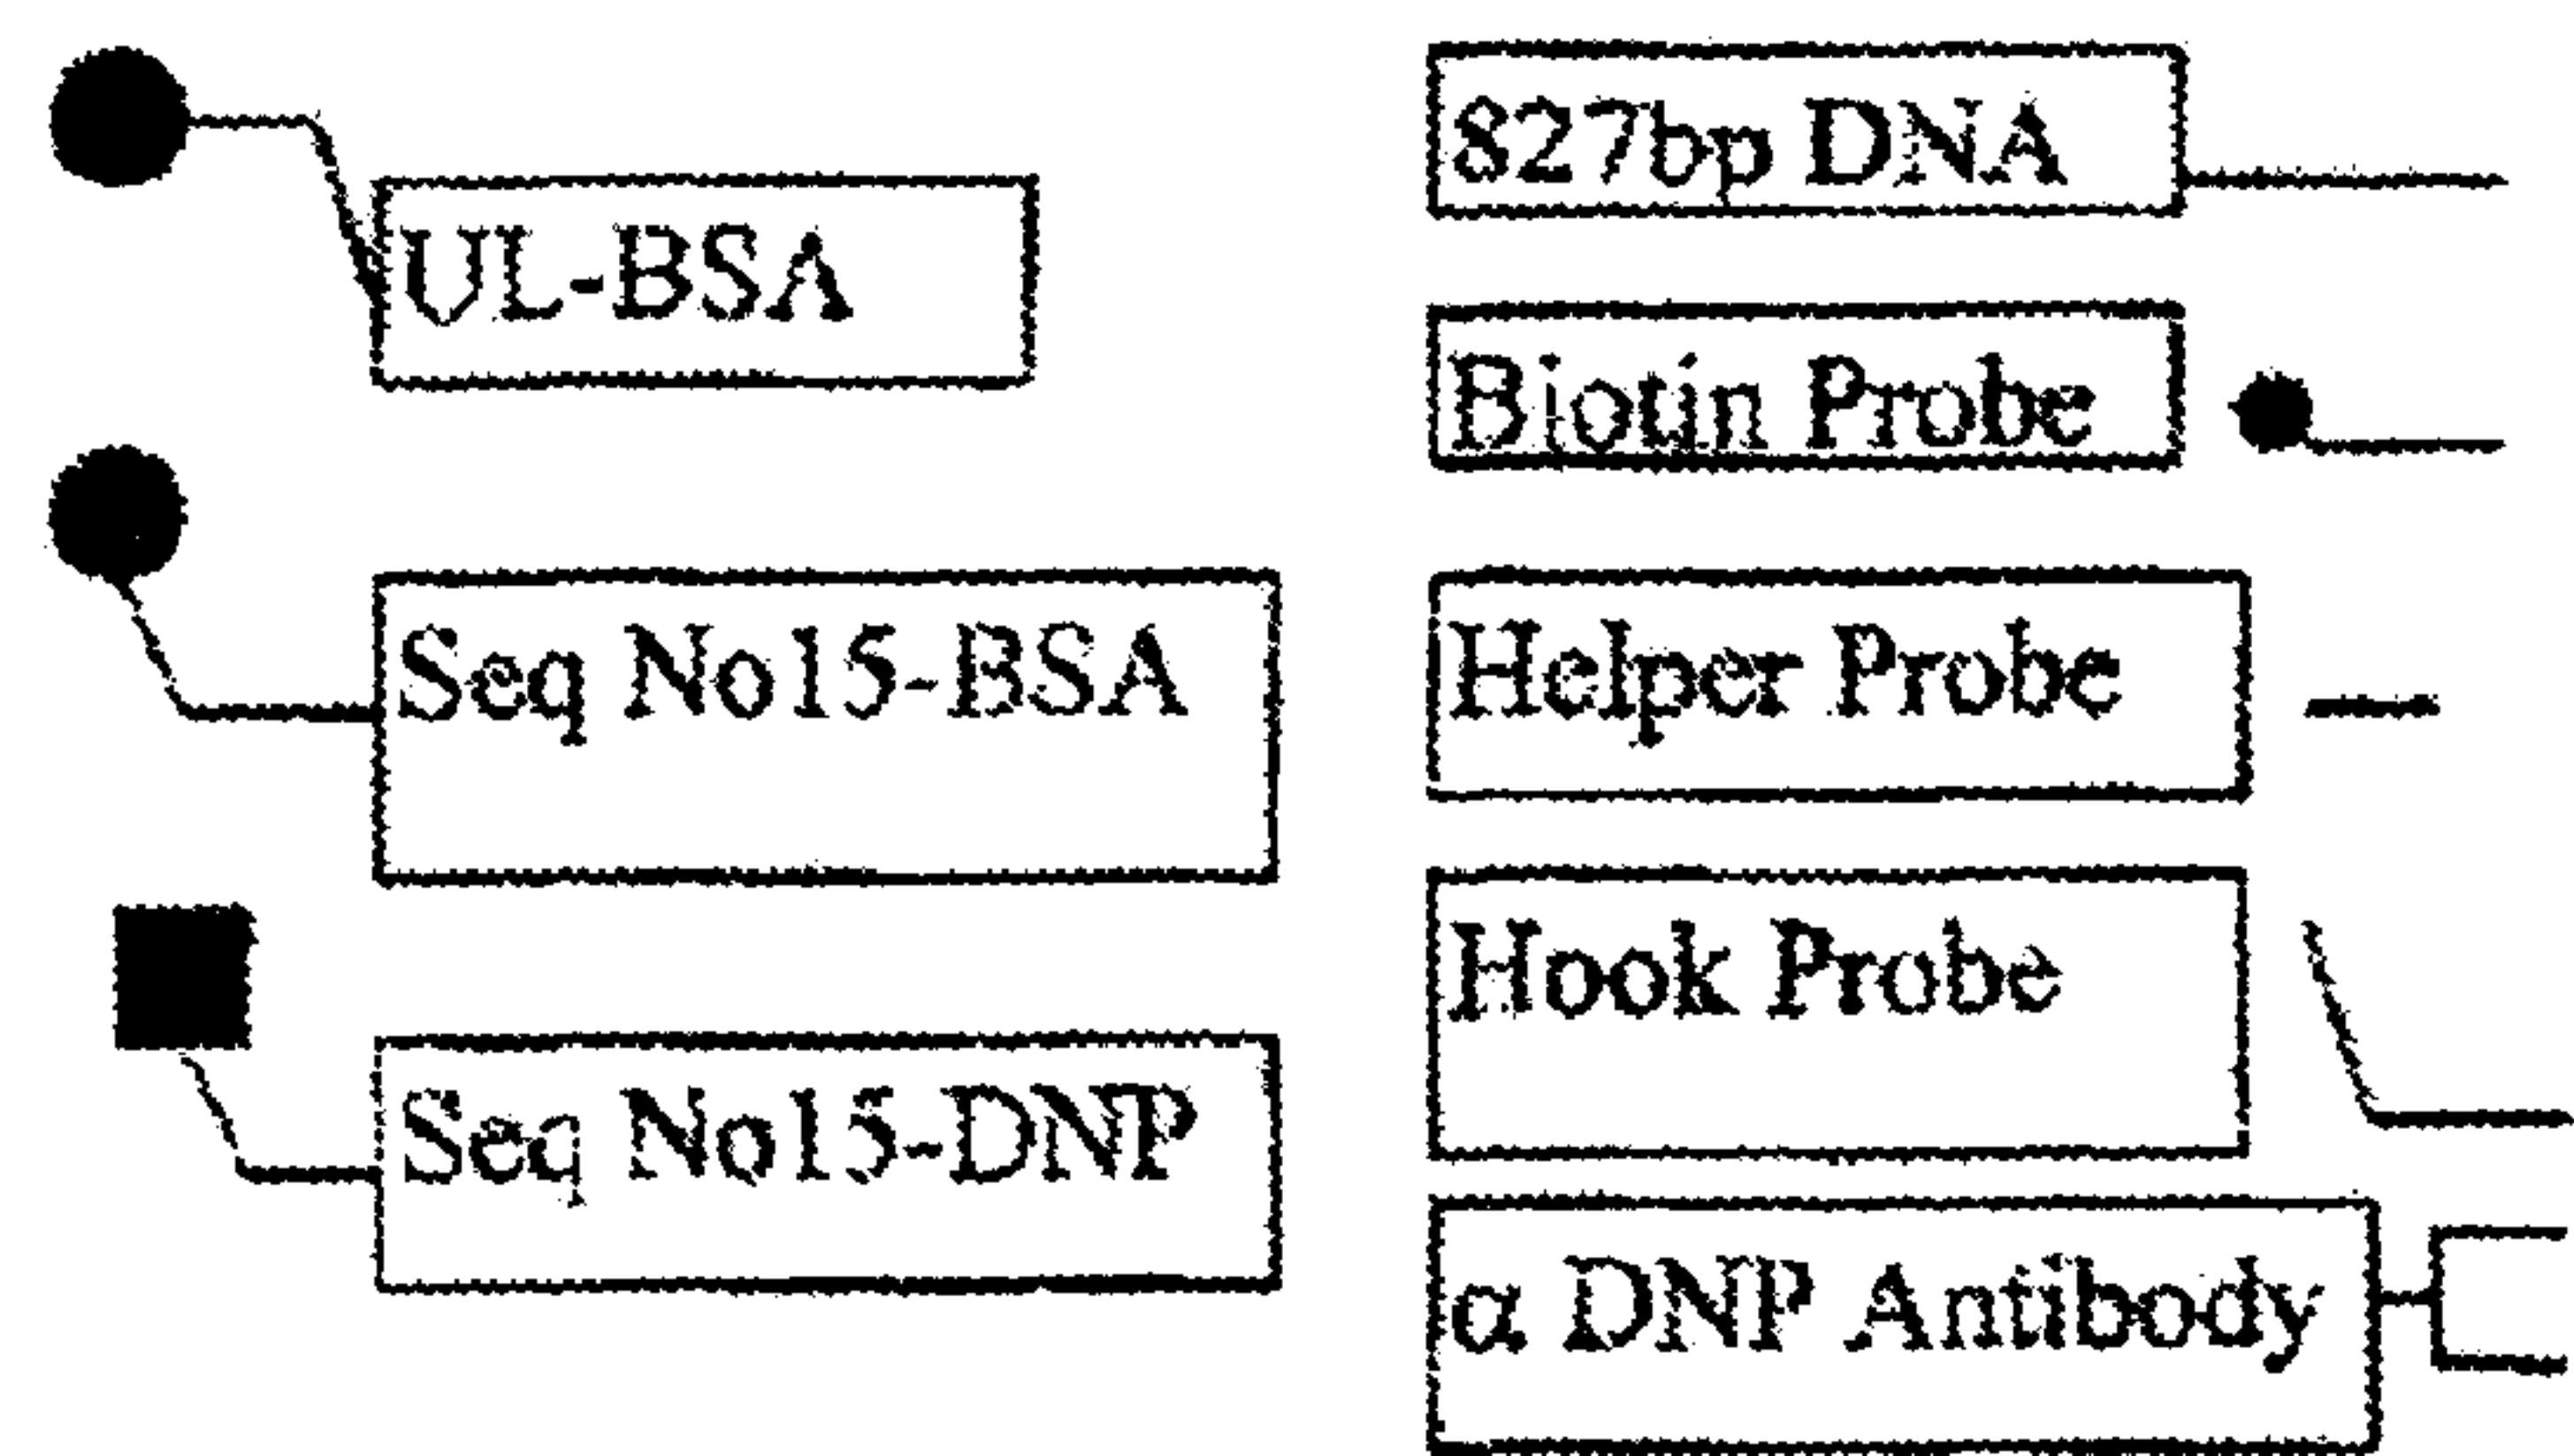 UL-BSA
Seq No15-BSA
Seq No15-DNP
827bp DNA
Biotin Probe
Helper Probe
Hook Probe
α DNP Antibody